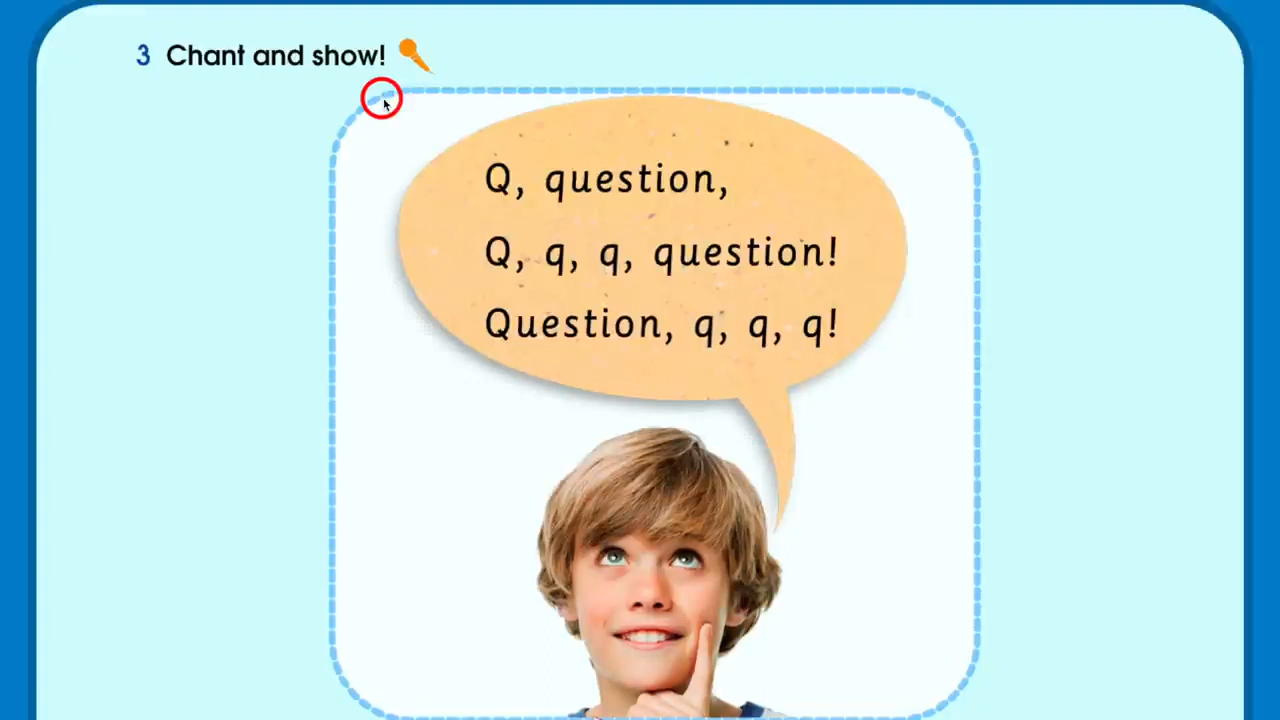 3 Chant and show!
Q, question,
Q, q, q, question!
Question, q, q, q!